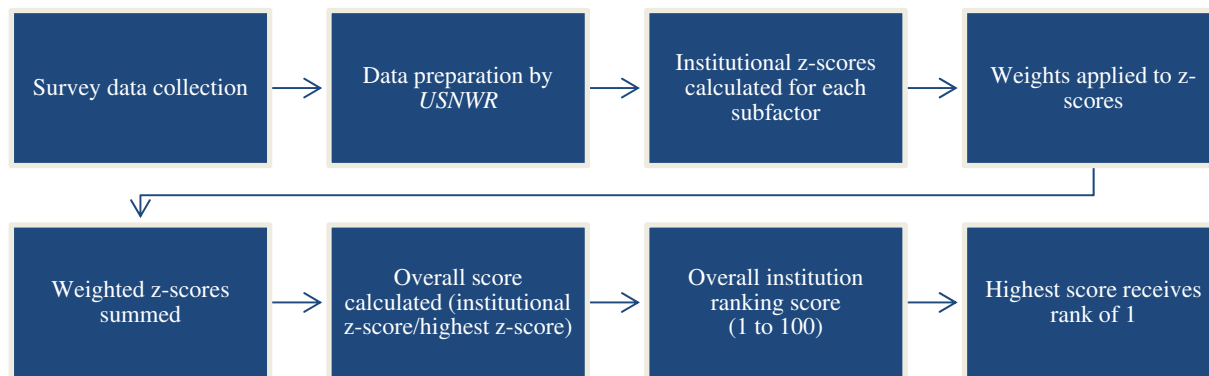 Survey data collection
Data preparation by
USNWR
Institutional z-scores
calculated for each
subfactor
Weights applied to z-
scores
Weighted z-scores
summed
Overall score
calculated (institutional
z-score/highest z-score)
Overall institution
ranking score
(1 to 100)
Highest score receives
rank of 1